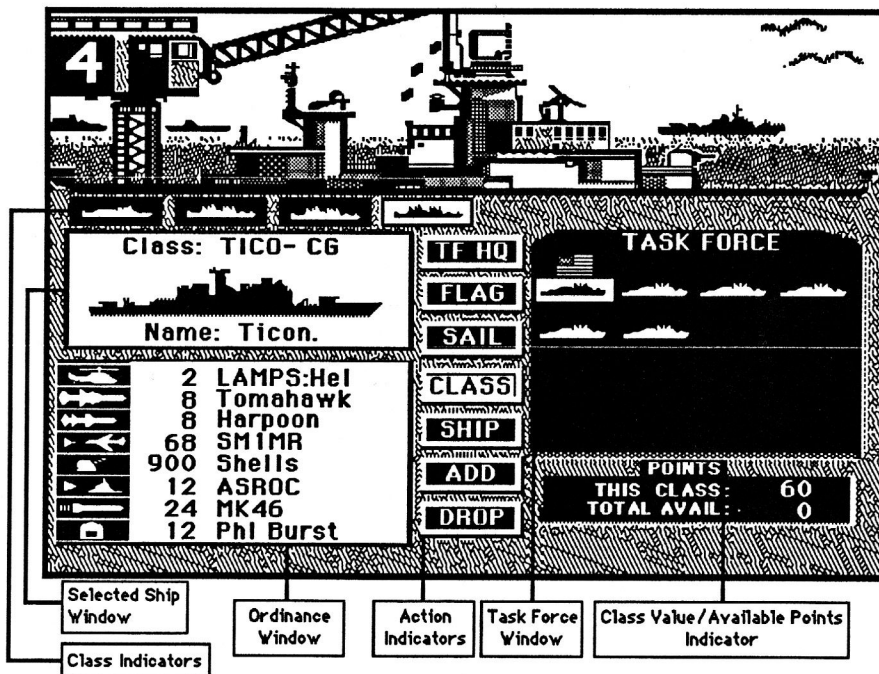 4
Class: TICO- CG
Name: Ticon.
2 LAMPS:Hel
8 Tomahawk
8 Harpoon
68 SM1MR
900 Shells
12 ASROC
24 MK46
12 Phl Burst
TF HQ
FLAG
SAIL
CLASS
SHIP
ADD
DROP
TASK FORCE
POINTS
THIS CLASS: 60
TOTAL AVAIL: 0
Selected Ship
Window
Class Indicators
Ordinance
Window
Action
Indicators
Task Force
Window
Class Value/Available Points
Indicator